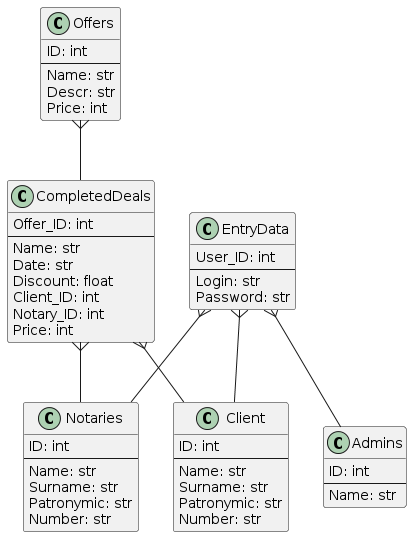 C Offers
ID: int
Name: str
Descr: str
Price: int
C CompletedDeals
Offer_ID: int
Name: str
Date: str
Discount: float
Client_ID: int
Notary_ID: int
Price: int
C EntryData
User_ID: int
Login: str
Password: str
C Notaries
ID: int
Name: str
Surname: str
Patronymic: str
Number: str
C Client
ID: int
Name: str
Surname: str
Patronymic: str
Number: str
C Admins
ID: int
Name: str